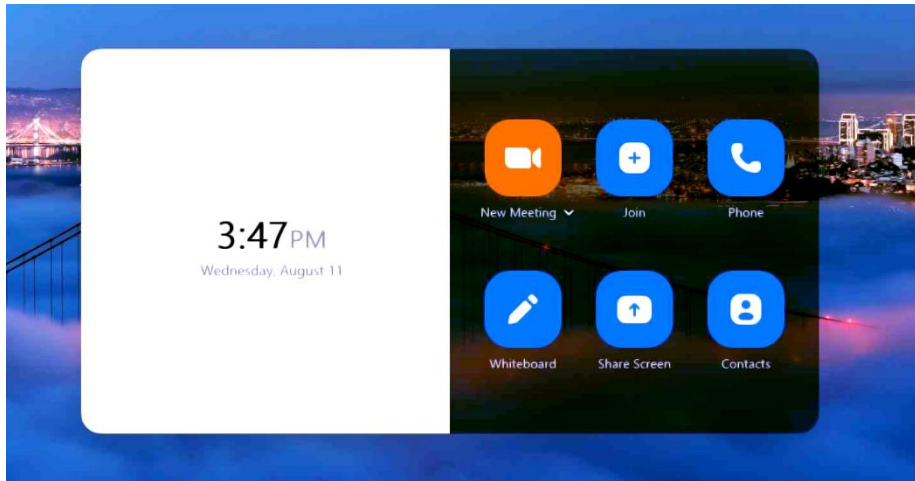 3:47PM
Wednesday, August 11
New Meeting
Join
Phone
Whiteboard
Share Screen
Contacts